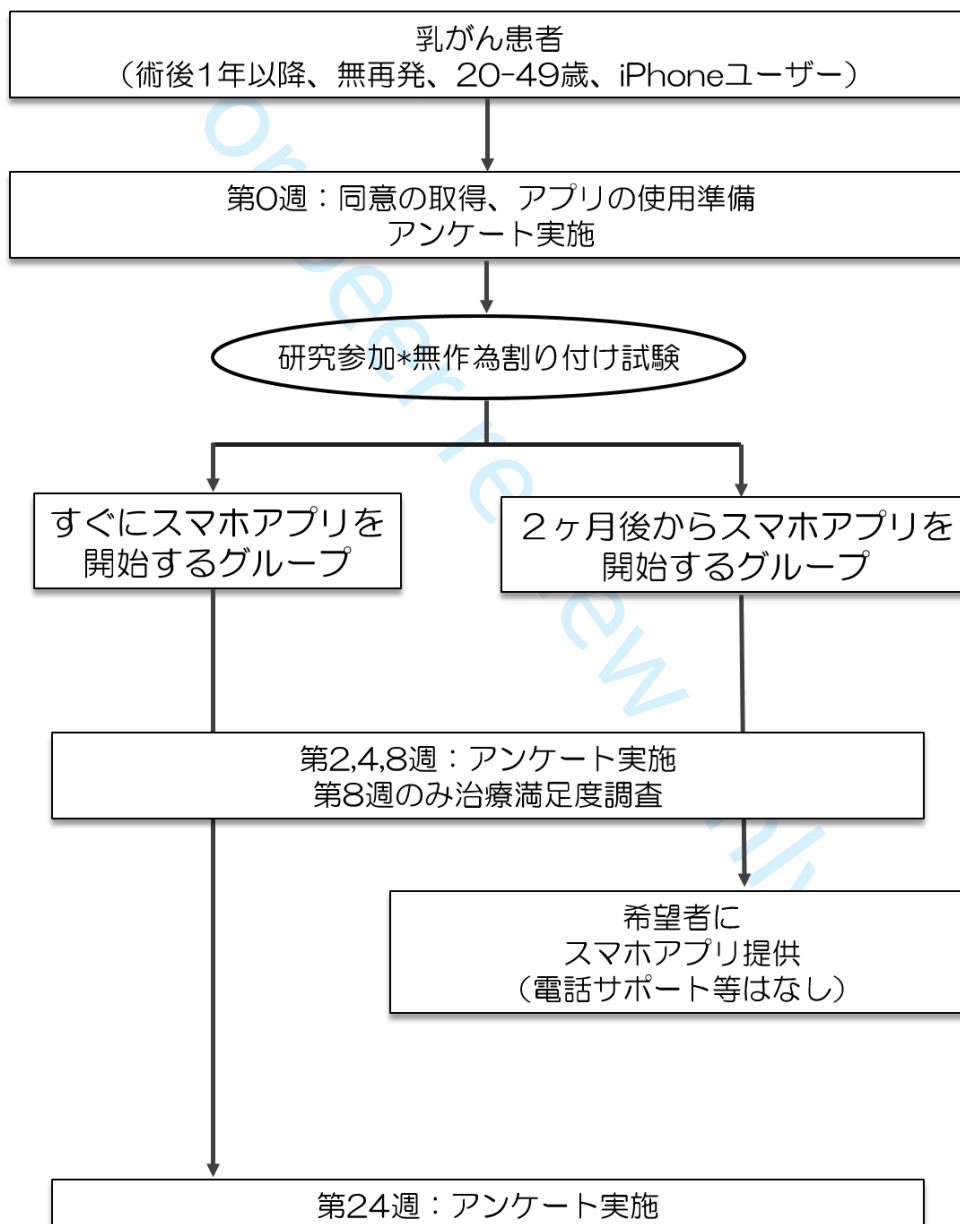 乳がん患者
（術後1年以降、無再発、20-49歳、iPhoneユーザー）
第0週：同意の取得、アプリの使用準備
アンケート実施
研究参加*無作為割り付け試験
すぐにスマホアプリを
開始するグループ
２ヶ月後からスマホアプリを
開始するグループ
第2,4,8週：アンケート実施
第8週のみ治療満足度調査
希望者に
スマホアプリ提供
（電話サポート等はなし）
第24週：アンケート実施
or peer review only